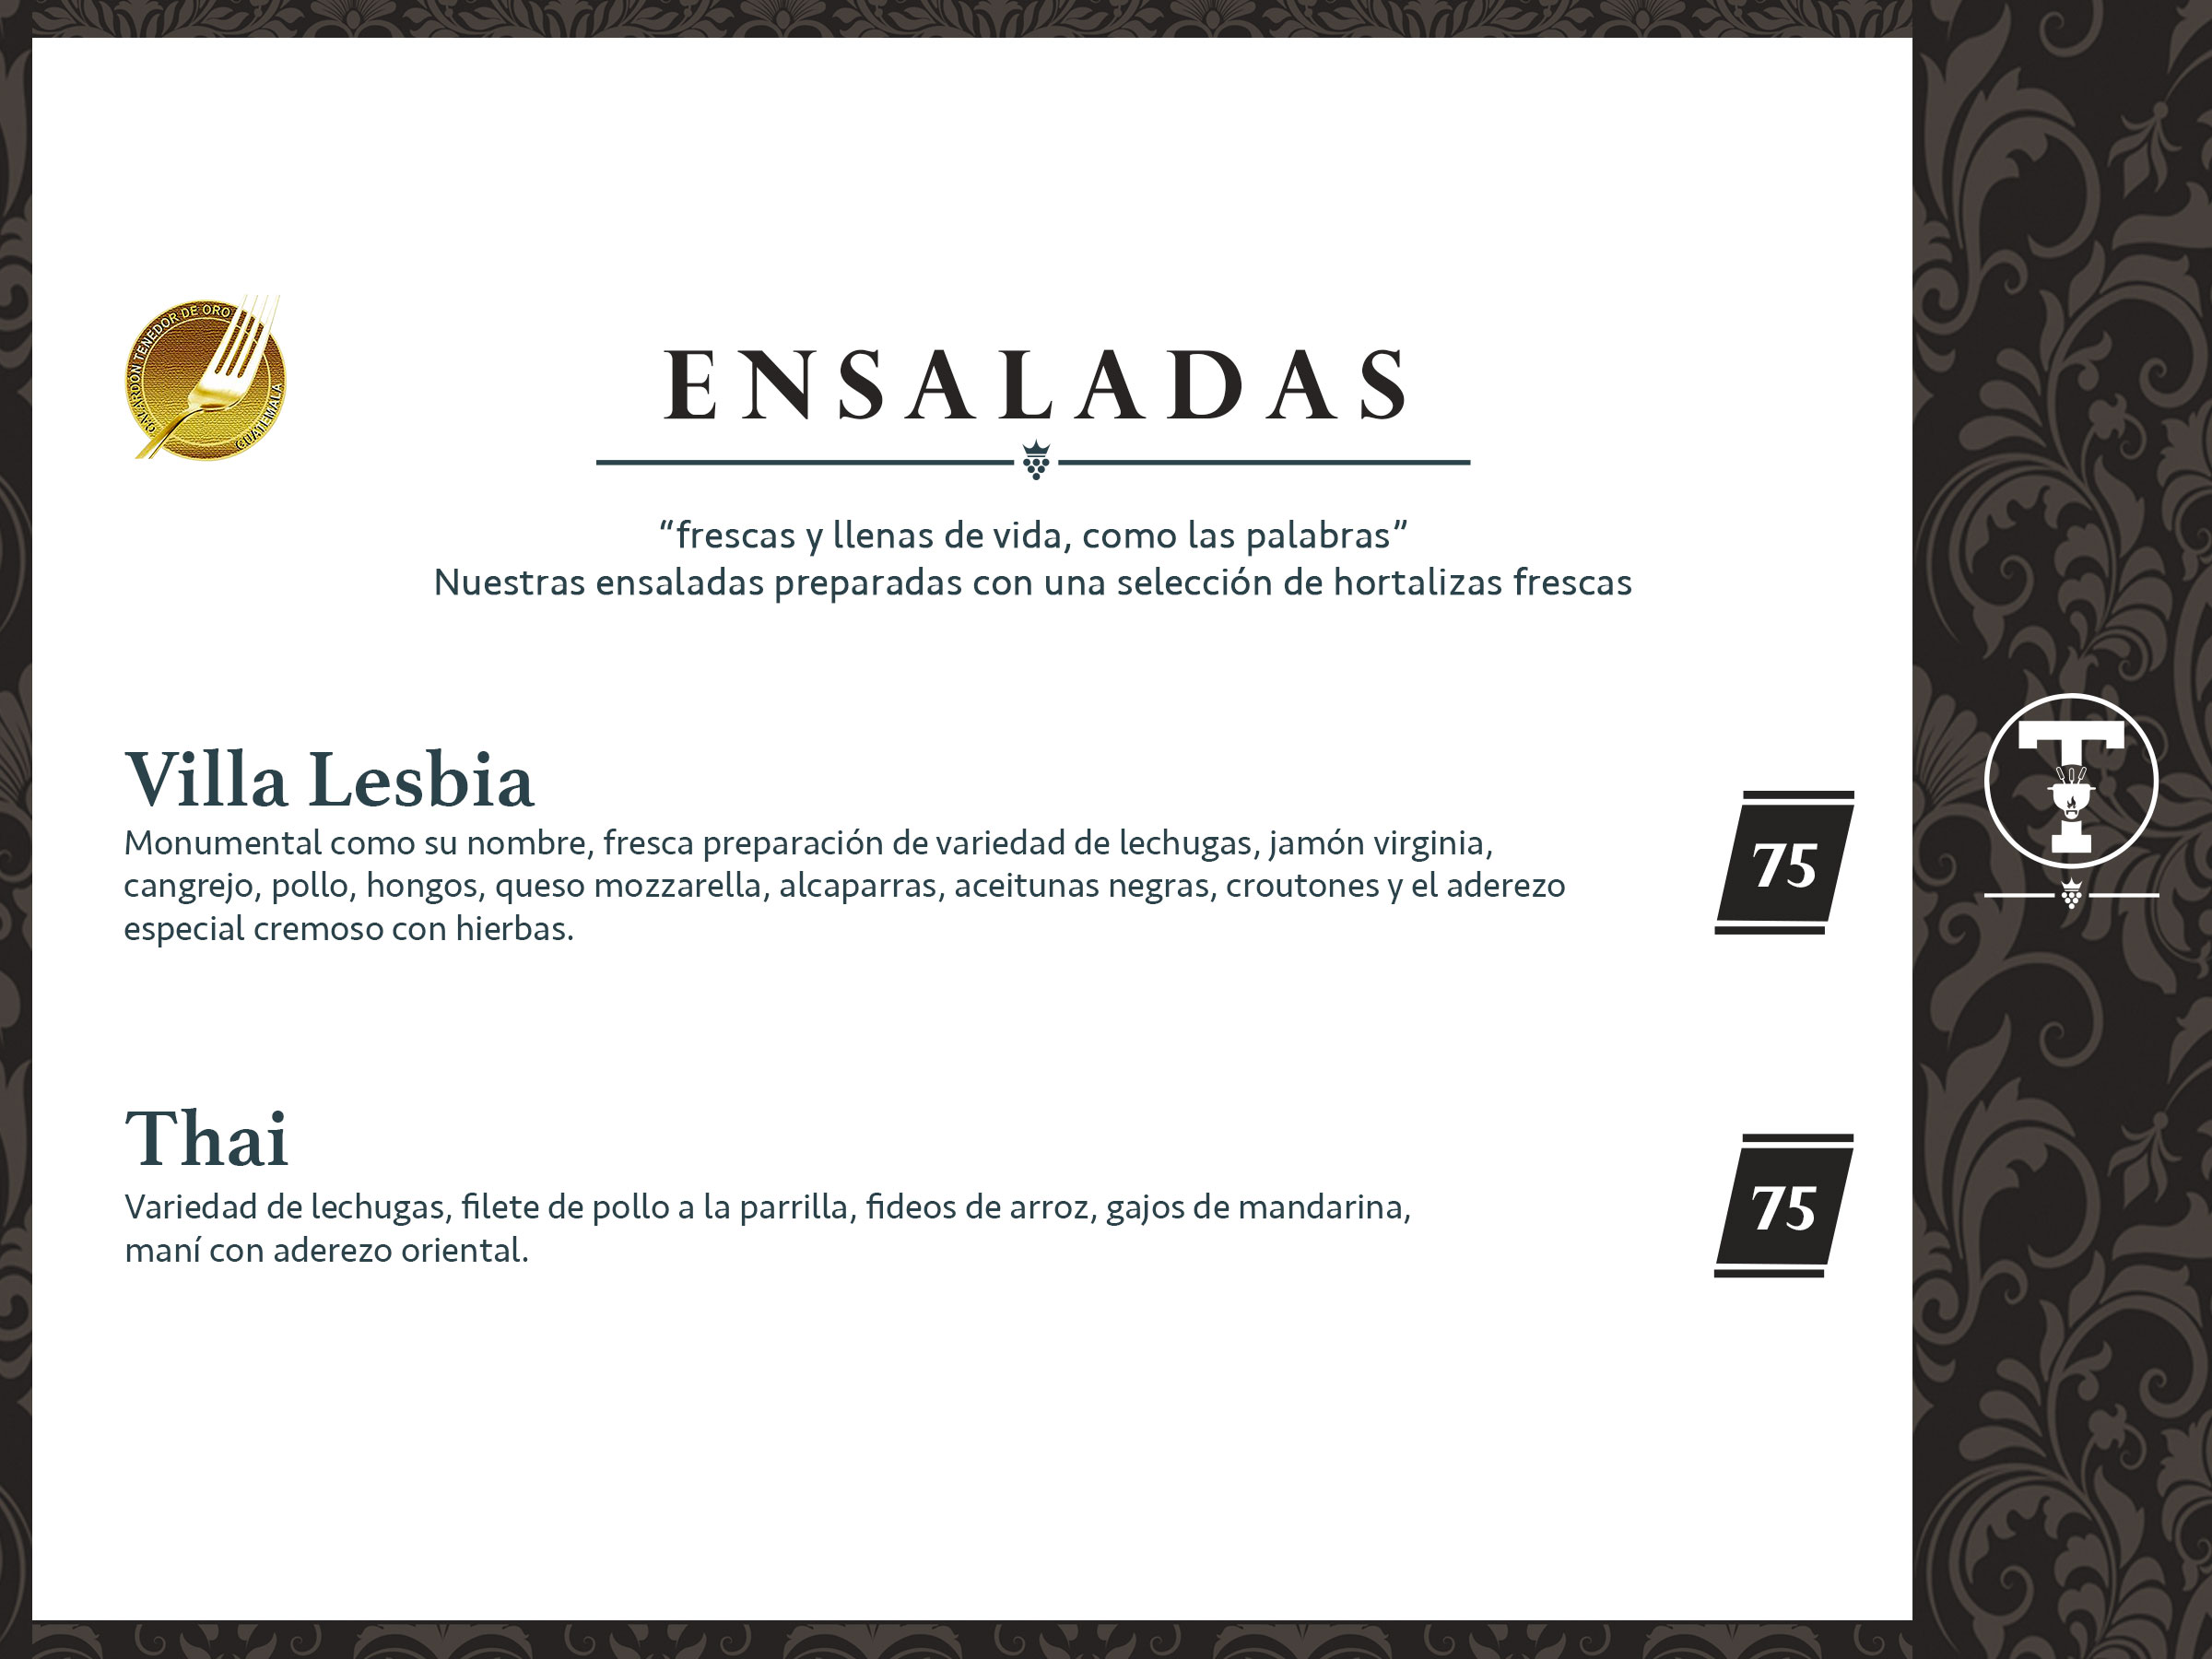 GALARDÓN TENEDOR DE ORO
GUATEMALA
ENSALADAS
“frescas y llenas de vida, como las palabras”
Nuestras ensaladas preparadas con una selección de hortalizas frescas
Villa Lesbia
Monumental como su nombre, fresca preparación de variedad de lechugas, jamón virginia,
cangrejo, pollo, hongos, queso mozzarella, alcaparras, aceitunas negras, croutones y el aderezo
especial cremoso con hierbas.
75
Thai
Variedad de lechugas, filete de pollo a la parrilla, fideos de arroz, gajos de mandarina,
maní con aderezo oriental.
75
T